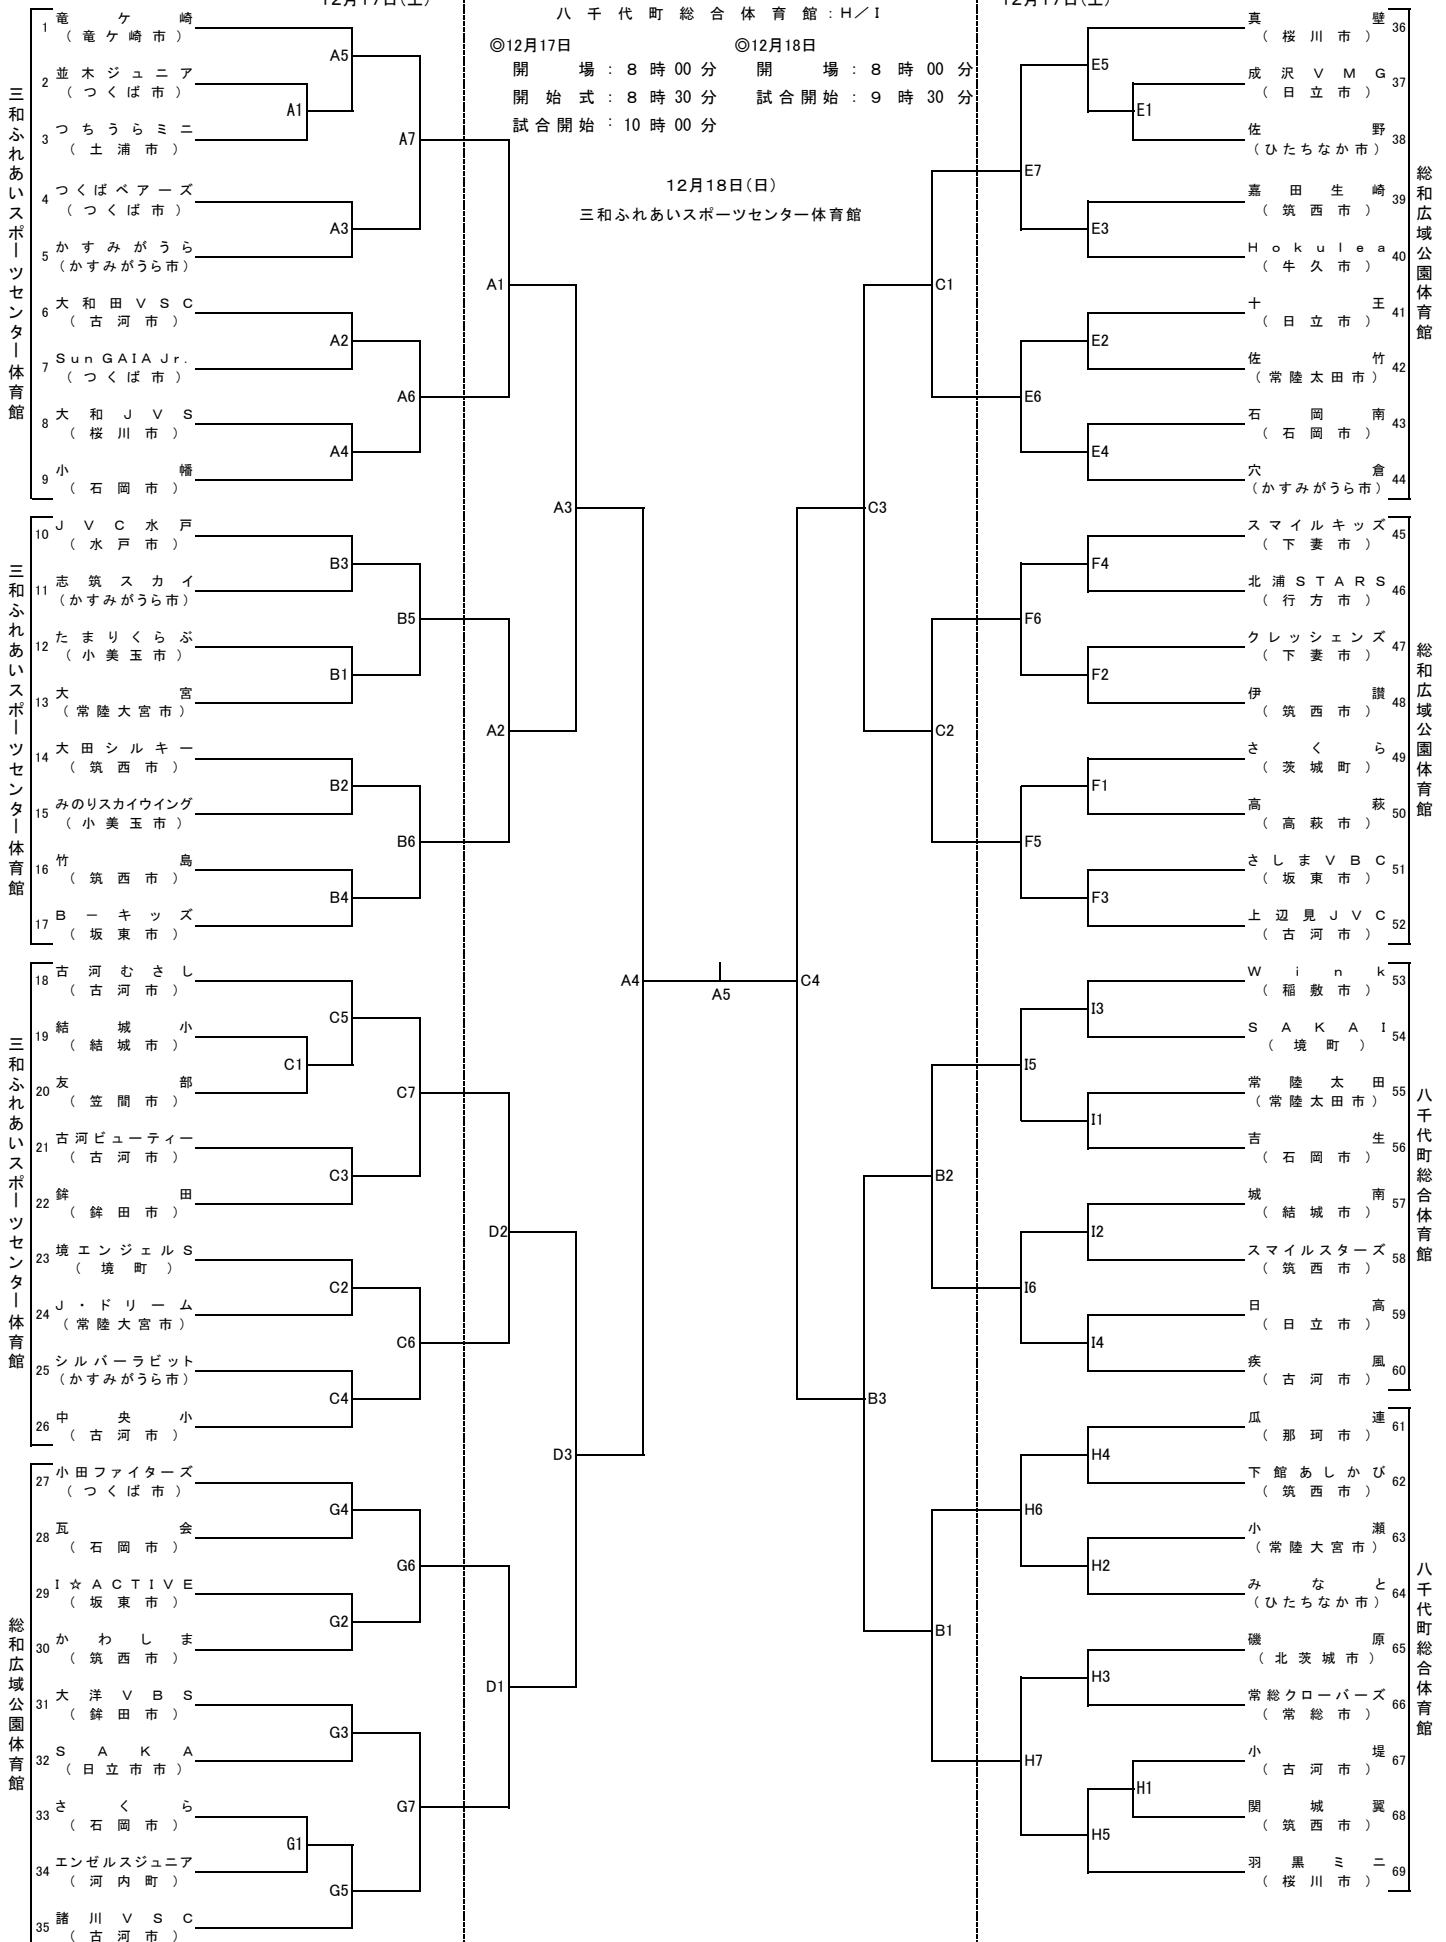 12月17日(土)
八千代町総合体育館:H/I
12月17日(土)
◎12月17日
開場:8時00分
開始式:8時30分
試合開始:10時00分
◎12月18日
開場:8時00分
試合開始:9時30分
12月18日(日)
三和ふれあいスポーツセンター体育館
三和ふれあいスポーツセンター体育館
1 竜ケ崎
(竜ケ崎市)
2 並木ジュニア
(つくば市)
3 つちうらミニ
(土浦市)
4 つくばベアーズ
(つくば市)
5 かすみがうら
(かすみがうら市)
6 大和田VSC
(古河市)
7 Sun GAIA Jr.
(つくば市)
8 大和JVS
(桜川市)
9 小幡
(石岡市)
A5
A1
A7
A3
A2
A6
A4
三和ふれあいスポーツセンター体育館
10 JVC水戸
(水戸市)
11 志筑スカイ
(かすみがうら市)
12 たまりくらぶ
(小美玉市)
13 大宮
(常陸大宮市)
14 大田シルキー
(筑西市)
15 みのりスカイウイング
(小美玉市)
16 竹島
(筑西市)
17 B-キッズ
(坂東市)
B3
B5
B1
B2
B6
B4
三和ふれあいスポーツセンター体育館
18 古河むさし
(古河市)
19 結城小
(結城市)
20 友部
(笠間市)
21 古河ビューティー
(古河市)
22 鉾田
(鉾田市)
23 境エンジェルS
(境町)
24 J・ドリーム
(常陸大宮市)
25 シルバーラビット
(かすみがうら市)
26 中央小
(古河市)
C5
C1
C7
C3
C2
C6
C4
総和広域公園体育館
27 小田ファイターズ
(つくば市)
28 瓦会
(石岡市)
29 I☆ACTIVE
(坂東市)
30 かわしま
(筑西市)
31 大洋VBS
(鉾田市)
32 SAKA
(日立市市)
33 さくら
(石岡市)
34 エンゼルスジュニア
(河内町)
35 諸川VSC
(古河市)
G4
G6
G2
G3
G7
G1
G5
A1
A3
A2
A4
D2
D3
D1
A5
C1
C3
C2
C4
B2
B3
B1
総和広域公園体育館
真壁 36
(桜川市)
成沢VMG 37
(日立市)
佐野 38
(ひたちなか市)
嘉田生崎 39
(筑西市)
Hokulea 40
(牛久市)
十王 41
(日立市)
佐竹 42
(常陸太田市)
石岡南 43
(石岡市)
穴倉 44
(かすみがうら市)
E5
E1
E7
E3
E2
E6
E4
総和広域公園体育館
スマイルキッズ 45
(下妻市)
北浦STARS 46
(行方市)
クレッシェンズ 47
(下妻市)
伊讃 48
(筑西市)
さくら 49
(茨城町)
高萩 50
(高萩市)
さしまVBC 51
(坂東市)
上辺見JVC 52
(古河市)
F4
F6
F2
F1
F5
F3
八千代町総合体育館
Wink 53
(稲敷市)
SAKAI 54
(境町)
常陸太田 55
(常陸太田市)
吉生 56
(石岡市)
城南 57
(結城市)
スマイルスターズ 58
(筑西市)
日高 59
(日立市)
疾風 60
(古河市)
I3
I5
I1
I2
I6
I4
八千代町総合体育館
瓜連 61
(那珂市)
下館あしかび 62
(筑西市)
小瀬 63
(常陸大宮市)
みなと 64
(ひたちなか市)
磯原 65
(北茨城市)
常総クローバーズ 66
(常総市)
小堤 67
(古河市)
関城翼 68
(筑西市)
羽黒ミニ 69
(桜川市)
H4
H6
H2
H3
H7
H1
H5